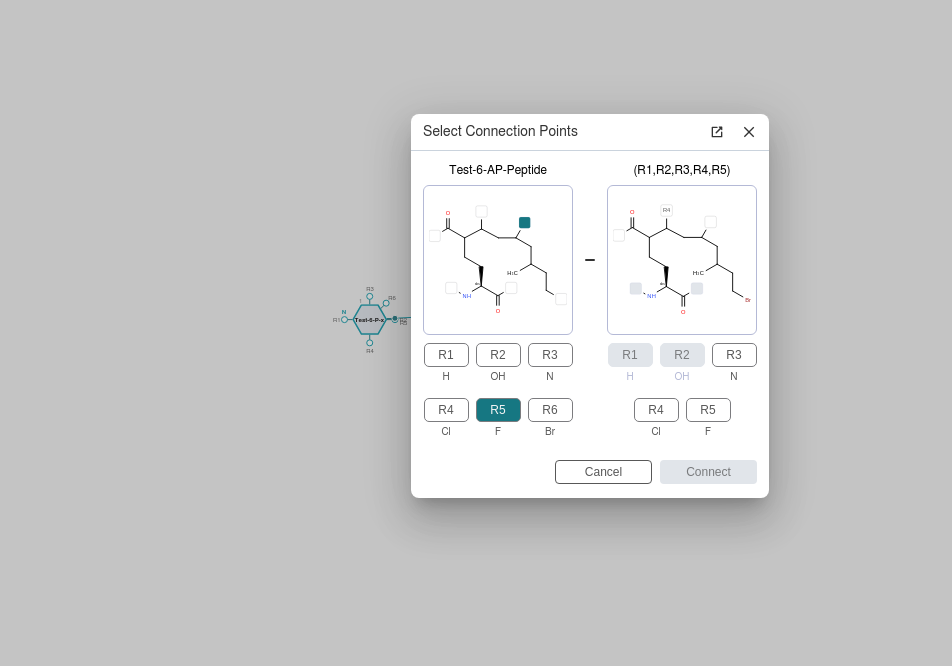 Select Connection Points
Test-6-AP-Peptide
(R1,R2,R3,R4,R5)
O
H₃C
NH
O
O
R4
H₃C
NH
O
Br
R1 R2 R3
H OH N
R4 R5 R6
Cl F Br
R1 R2 R3
H OH N
R4 R5
Cl F
Cancel
Connect
R3
R6
N
R1
Test-6-P-x
R4